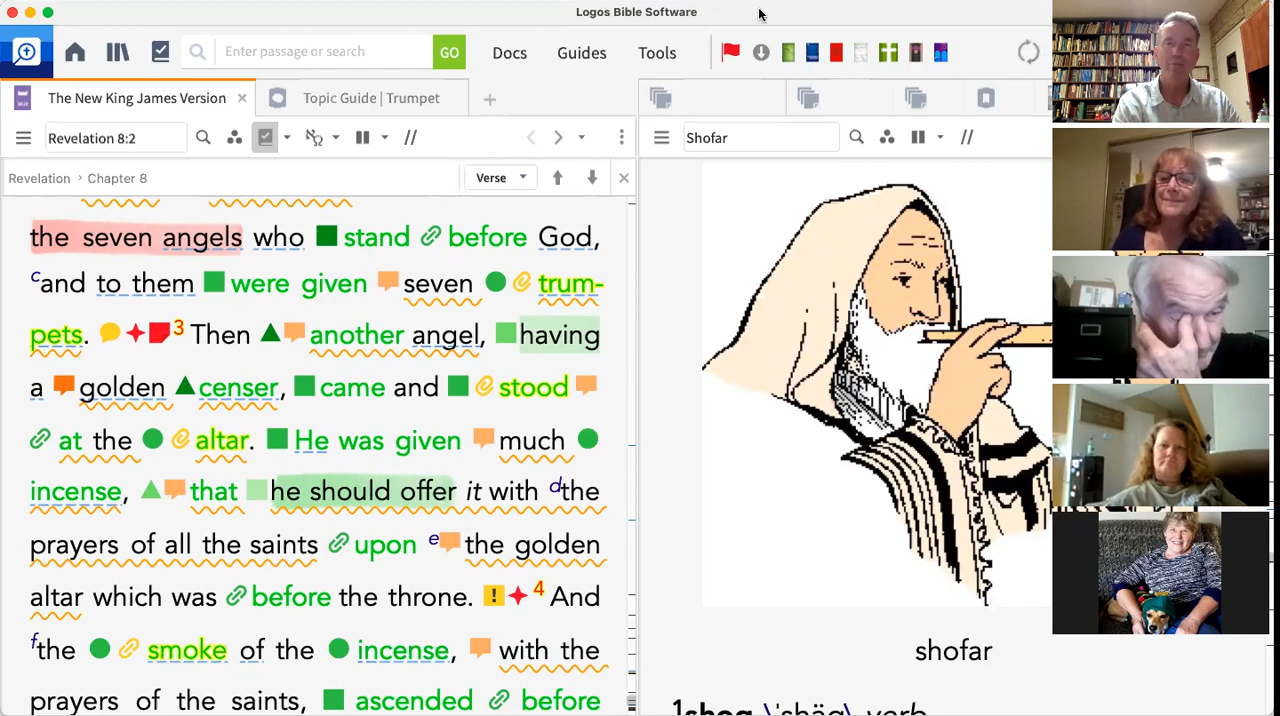 Logos Bible Software
Enter passage or search
GO
Docs Guides Tools
The New King James Version
Topic Guide | Trumpet
Revelation 8:2
Shofar
Revelation › Chapter 8
Verse
the seven angels who stand before God,
c and to them were given seven trum-
pets. 3 Then another angel, having
a golden censer, came and stood
at the altar. He was given much
incense, that he should offer it with d the
prayers of all the saints upon e the golden
altar which was before the throne. 4 And
f the smoke of the incense, with the
prayers of the saints, ascended before
shofar